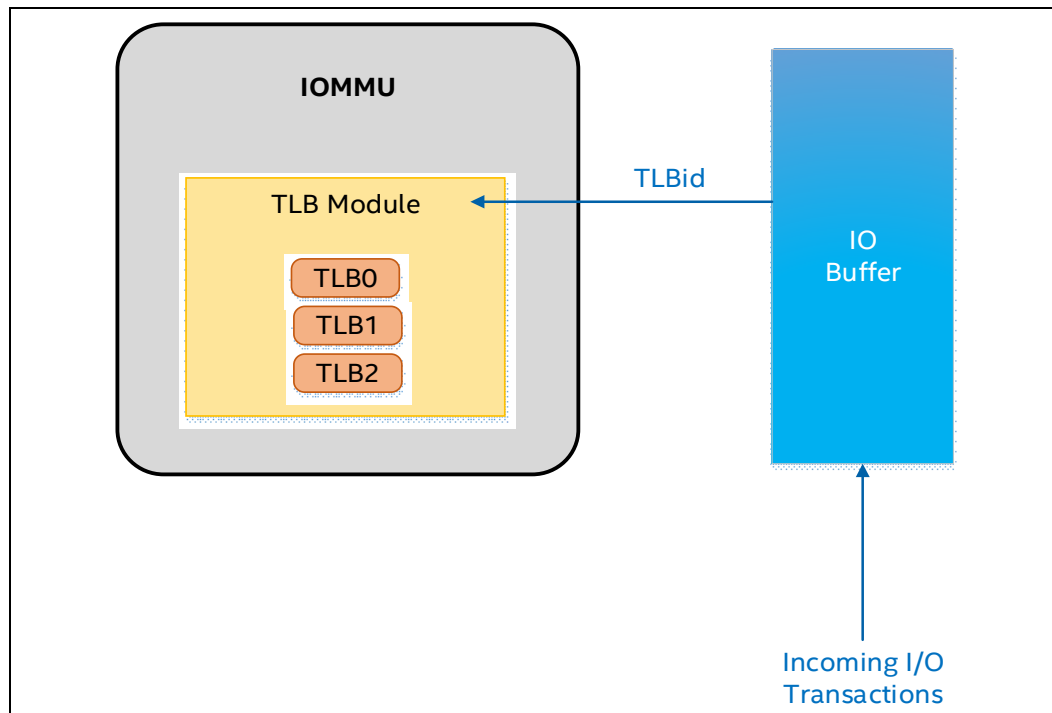 IOMMU
TLB Module
TLB0
TLB1
TLB2
TLBid
IO
Buffer
Incoming I/O
Transactions